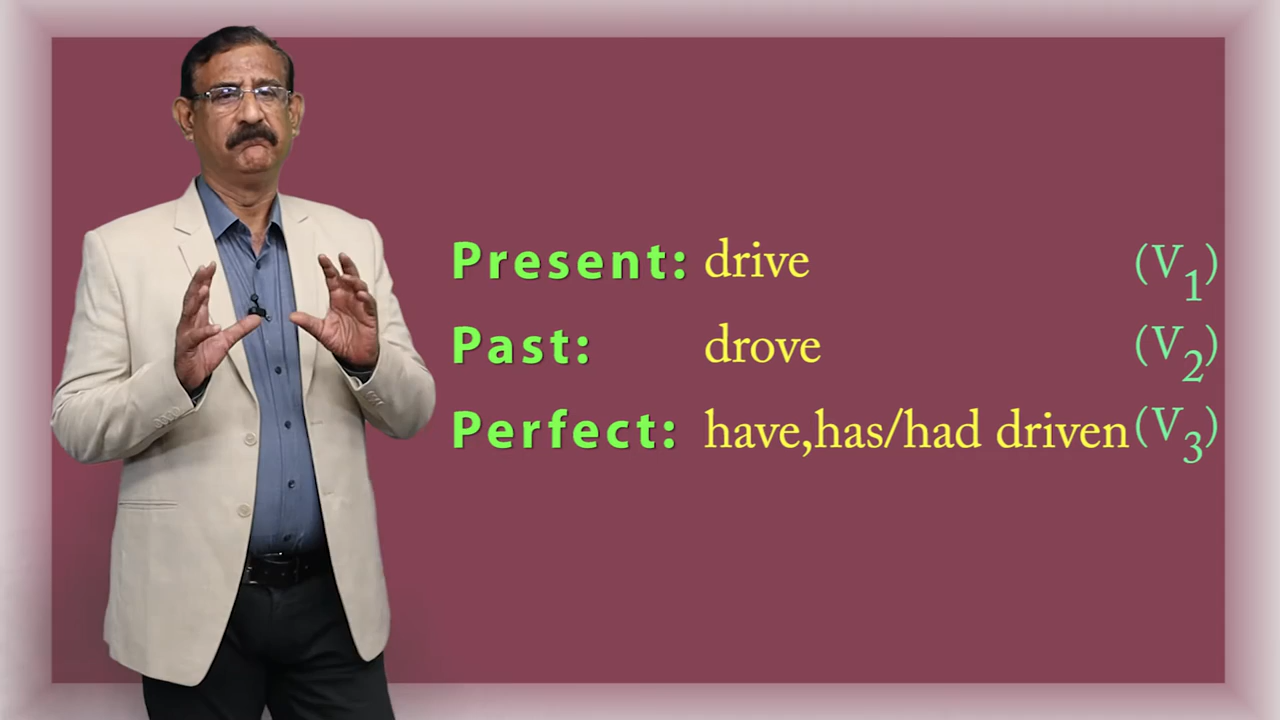 Present: drive (V1)
Past: drove (V2)
Perfect: have,has/had driven (V3)